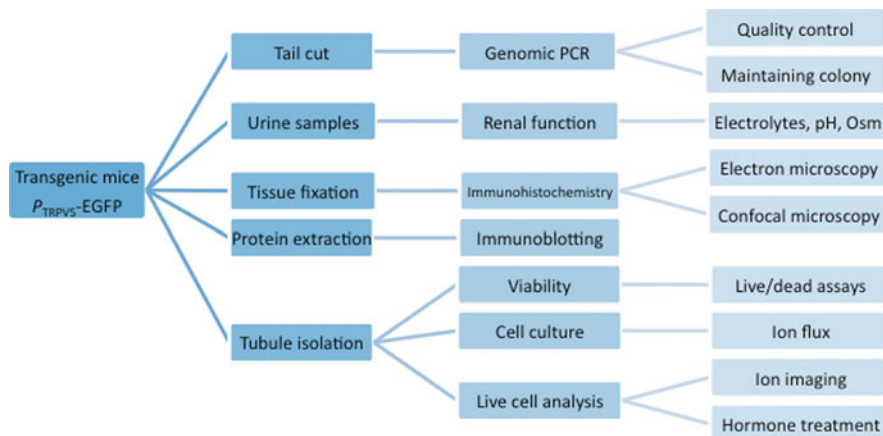 Transgenic mice
P_TRPV5-EGFP
Tail cut
Urine samples
Tissue fixation
Protein extraction
Tubule isolation
Genomic PCR
Renal function
Immunohistochemistry
Immunoblotting
Viability
Cell culture
Live cell analysis
Quality control
Maintaining colony
Electrolytes, pH, Osm
Electron microscopy
Confocal microscopy
Live/dead assays
Ion flux
Ion imaging
Hormone treatment